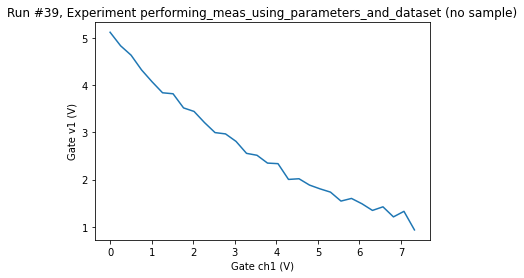 Run #39, Experiment performing_meas_using_parameters_and_dataset (no sample)
5
4
3
2
1
Gate v1 (V)
0 1 2 3 4 5 6 7
Gate ch1 (V)